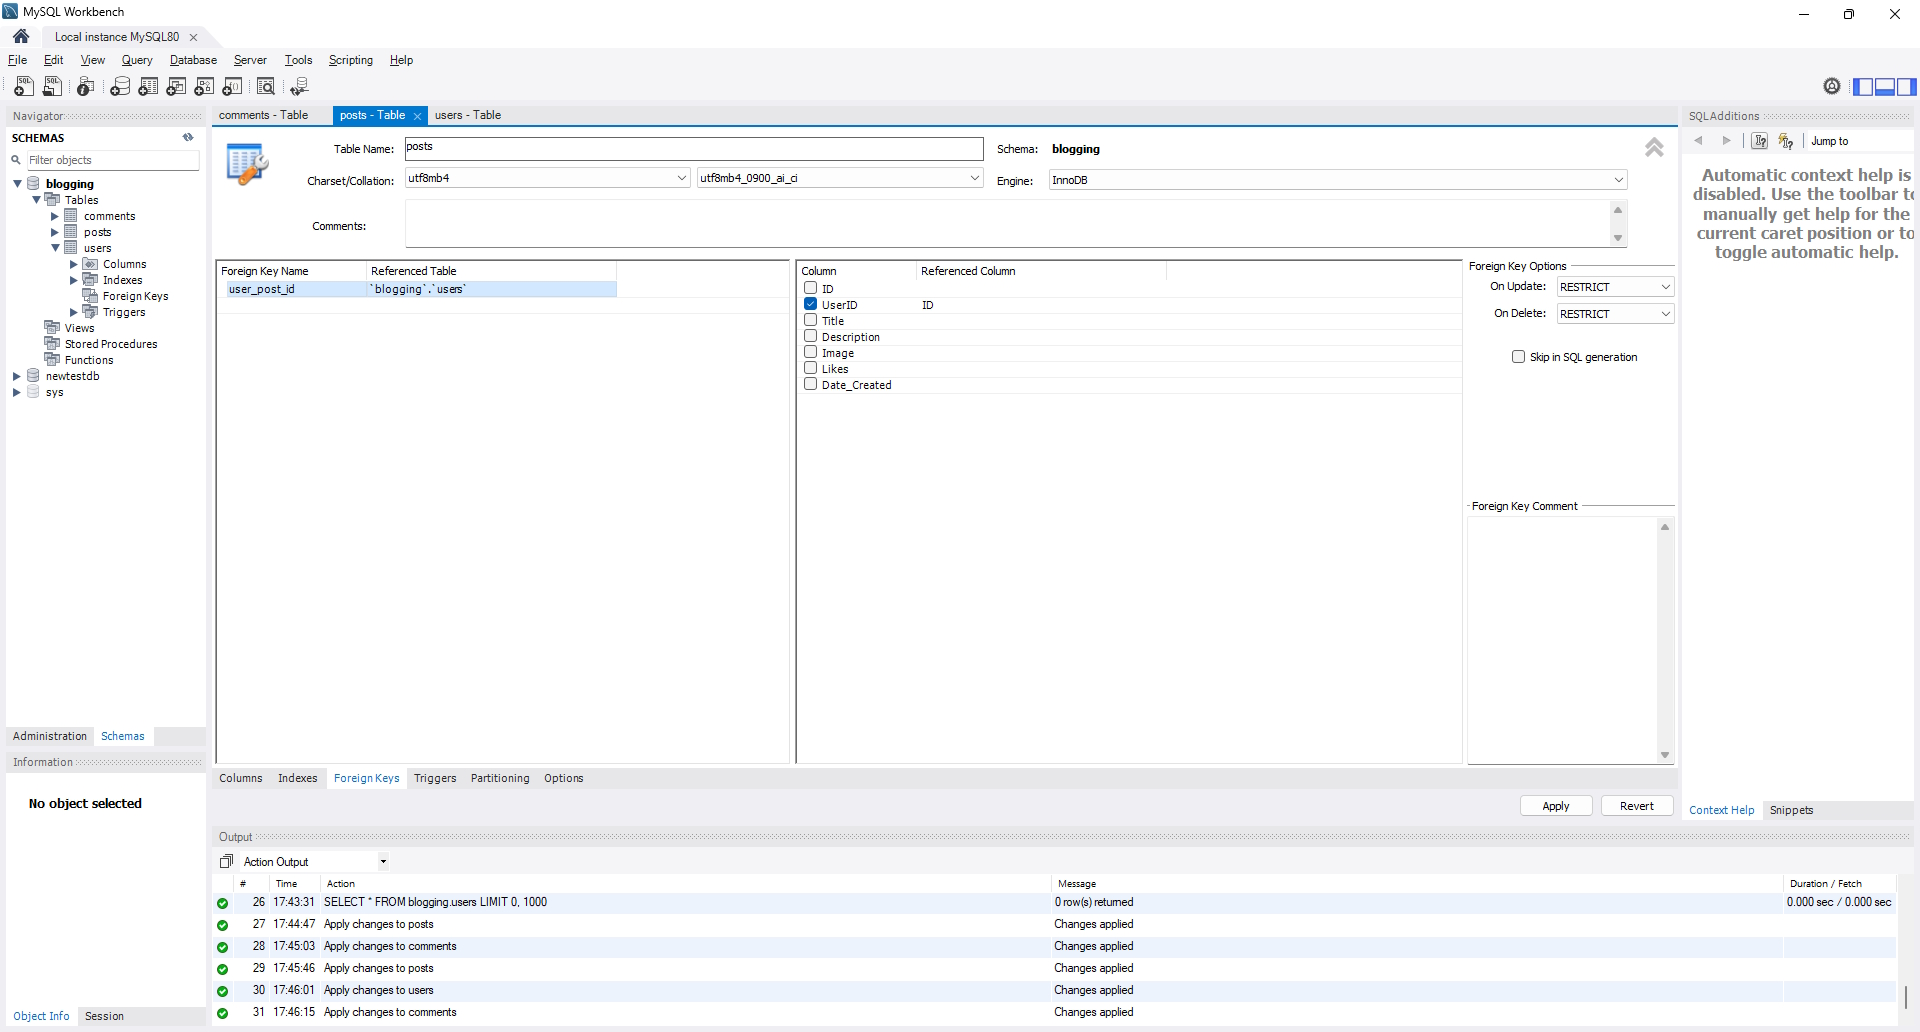 MySQL Workbench
Local instance MySQL80
File Edit View Query Database Server Tools Scripting Help
Navigator
SCHEMAS
Filter objects
blogging
Tables
comments
posts
users
Columns
Indexes
Foreign Keys
Triggers
Views
Stored Procedures
Functions
newtestdb
sys
Administration Schemas
Information
No object selected
Object Info Session
comments - Table posts - Table users - Table
Table Name: posts Schema: blogging
Charset/Collation: utf8mb4 utf8mb4_0900_ai_ci Engine: InnoDB
Comments:
Foreign Key Name Referenced Table
user_post_id `blogging`.`users`
Column Referenced Column
ID
UserID ID
Title
Description
Image
Likes
Date_Created
Foreign Key Options
On Update: RESTRICT
On Delete: RESTRICT
Skip in SQL generation
Foreign Key Comment
Columns Indexes Foreign Keys Triggers Partitioning Options
Apply Revert
SQLAdditions
Jump to
Automatic context help is
disabled. Use the toolbar to
manually get help for the
current caret position or to
toggle automatic help.
Context Help Snippets
Output
Action Output
# Time Action Message Duration / Fetch
26 17:43:31 SELECT * FROM blogging.users LIMIT 0, 1000 0 row(s) returned 0.000 sec / 0.000 sec
27 17:44:47 Apply changes to posts Changes applied
28 17:45:03 Apply changes to comments Changes applied
29 17:45:46 Apply changes to posts Changes applied
30 17:46:01 Apply changes to users Changes applied
31 17:46:15 Apply changes to comments Changes applied